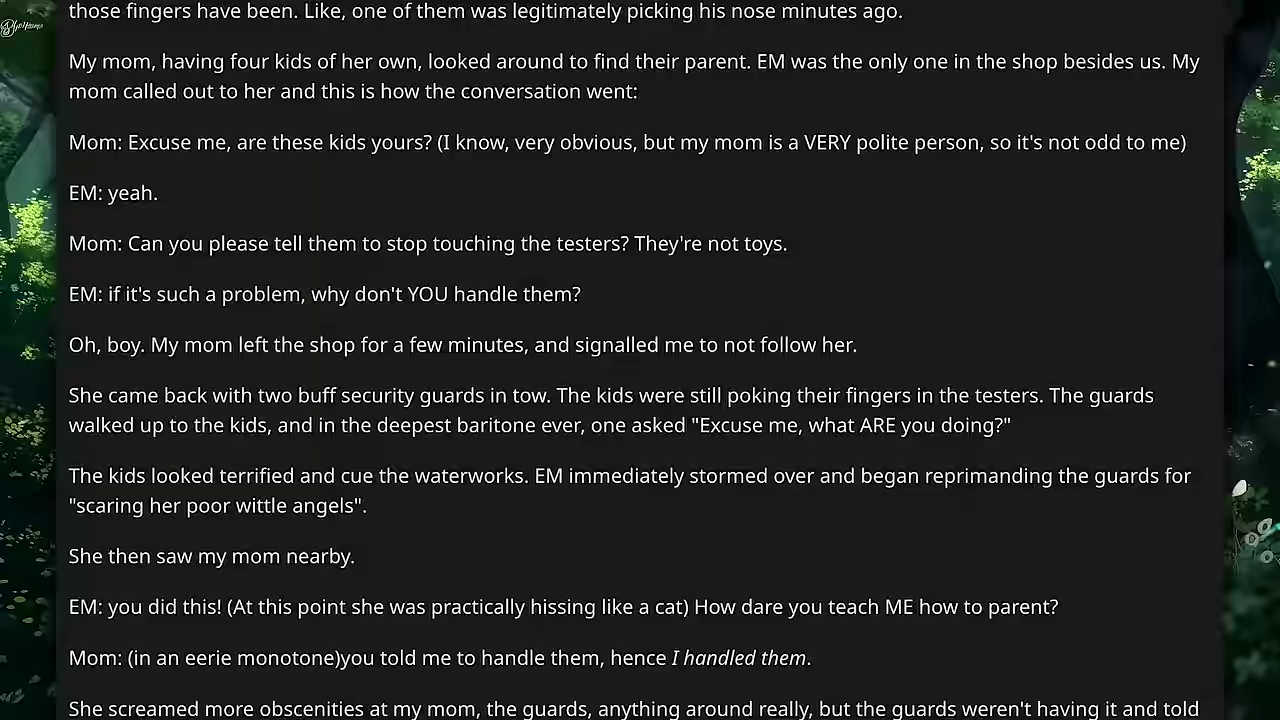 those fingers have been. Like, one of them was legitimately picking his nose minutes ago.
My mom, having four kids of her own, looked around to find their parent. EM was the only one in the shop besides us. My
mom called out to her and this is how the conversation went:
Mom: Excuse me, are these kids yours? (I know, very obvious, but my mom is a VERY polite person, so it's not odd to me)
EM: yeah.
Mom: Can you please tell them to stop touching the testers? They're not toys.
EM: if it's such a problem, why don't YOU handle them?
Oh, boy. My mom left the shop for a few minutes, and signalled me to not follow her.
She came back with two buff security guards in tow. The kids were still poking their fingers in the testers. The guards
walked up to the kids, and in the deepest baritone ever, one asked "Excuse me, what ARE you doing?"
The kids looked terrified and cue the waterworks. EM immediately stormed over and began reprimanding the guards for
"scaring her poor wittle angels".
She then saw my mom nearby.
EM: you did this! (At this point she was practically hissing like a cat) How dare you teach ME how to parent?
Mom: (in an eerie monotone)you told me to handle them, hence I handled them.
She screamed more obscenities at my mom, the guards, anything around really, but the guards weren't having it and told